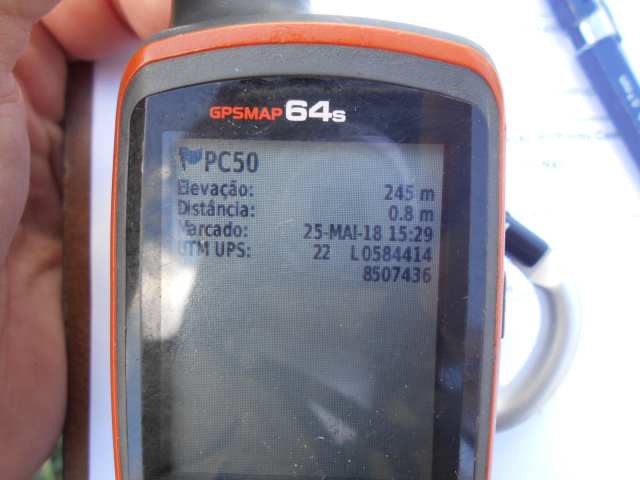 GPSMAP 64s
PC50
Elevação: 245 m
Distância: 0.8 m
Marcado: 25-MAI-18 15:29
UTM UPS: 22 L 0584414
8507436